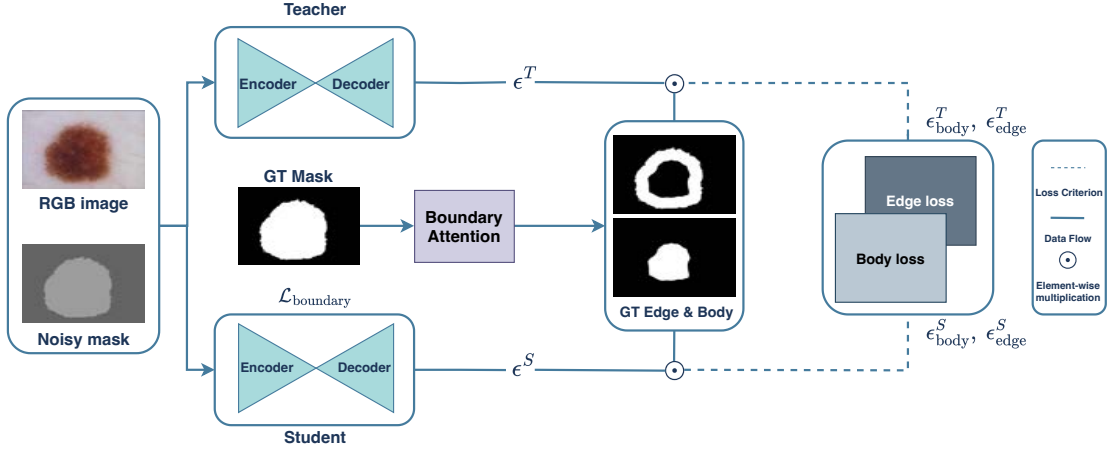 Teacher
Encoder
Decoder
ϵ^T
RGB image
Noisy mask
GT Mask
Boundary
Attention
GT Edge & Body
ℒ_boundary
Encoder
Decoder
Student
ϵ^S
ϵ^T_body, ϵ^T_edge
Edge loss
Body loss
ϵ^S_body, ϵ^S_edge
Loss Criterion
Data Flow
Element-wise
multiplication